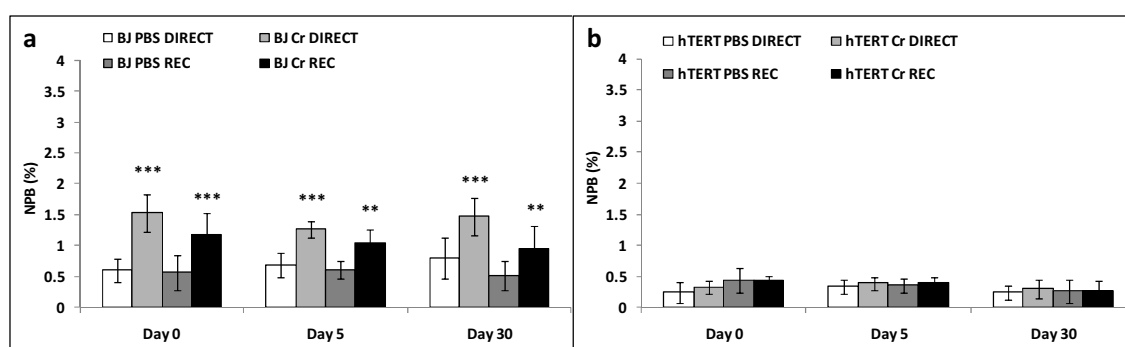 a
BJ PBS DIRECT BJ Cr DIRECT
BJ PBS REC BJ Cr REC
4
3.5
3
2.5
2
1.5
1
0.5
0
NPB (%)
*** *** *** ** *** **
Day 0 Day 5 Day 30
b
hTERT PBS DIRECT hTERT Cr DIRECT
hTERT PBS REC hTERT Cr REC
4
3.5
3
2.5
2
1.5
1
0.5
0
NPB (%)
Day 0 Day 5 Day 30